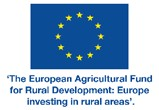 ‘The European Agricultural Fund
for Rural Development: Europe
investing in rural areas’.